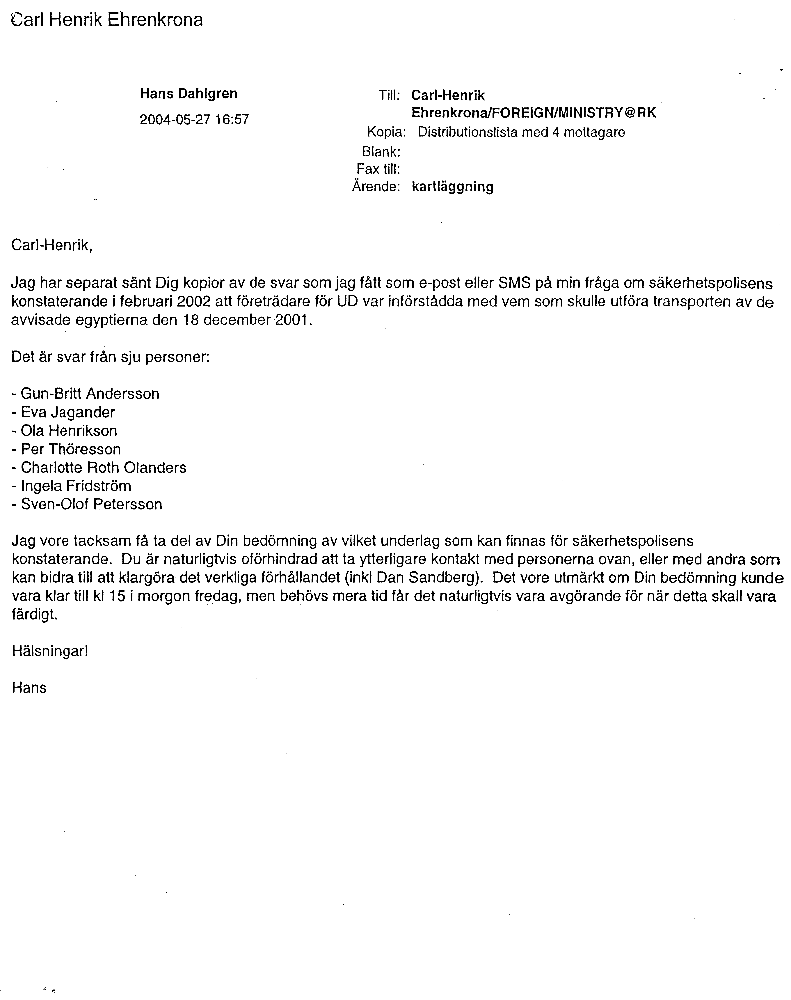 Carl Henrik Ehrenkrona
Hans Dahlgren
2004-05-27 16:57
Till: Carl-Henrik
Ehrenkrona/FOREIGN/MINISTRY@RK
Kopia: Distributionslista med 4 mottagare
Blank:
Fax till:
Ärende: kartläggning
Carl-Henrik,
Jag har separat sänt Dig kopior av de svar som jag fått som e-post eller SMS på min fråga om säkerhetspolisens
konstaterande i februari 2002 att företrädare för UD var införstådda med vem som skulle utföra transporten av de
avvisade egyptierna den 18 december 2001.
Det är svar från sju personer:
- Gun-Britt Andersson
- Eva Jagander
- Ola Henrikson
- Per Thöresson
- Charlotte Roth Olanders
- Ingela Fridström
- Sven-Olof Petersson
Jag vore tacksam få ta del av Din bedömning av vilket underlag som kan finnas för säkerhetspolisens
konstaterande. Du är naturligtvis oförhindrad att ta ytterligare kontakt med personerna ovan, eller med andra som
kan bidra till att klargöra det verkliga förhållandet (inkl Dan Sandberg). Det vore utmärkt om Din bedömning kunde
vara klar till kl 15 i morgon fredag, men behövs mera tid får det naturligtvis vara avgörande för när detta skall vara
färdigt.
Hälsningar!
Hans